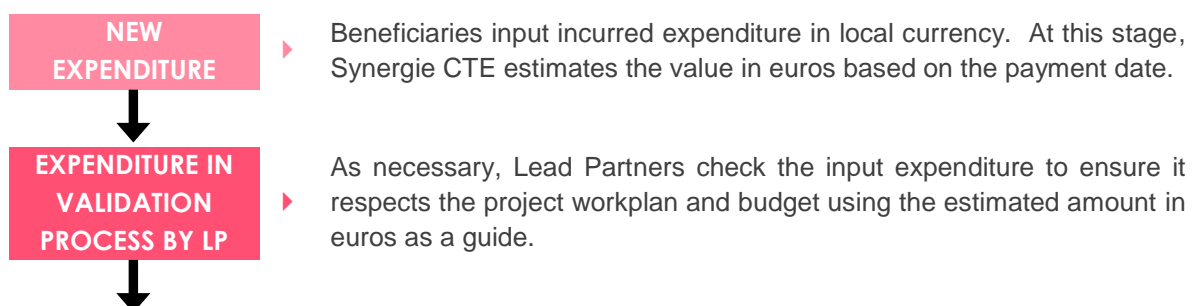 NEW
EXPENDITURE
Beneficiaries input incurred expenditure in local currency. At this stage,
Synergie CTE estimates the value in euros based on the payment date.
EXPENDITURE IN
VALIDATION
PROCESS BY LP
As necessary, Lead Partners check the input expenditure to ensure it
respects the project workplan and budget using the estimated amount in
euros as a guide.